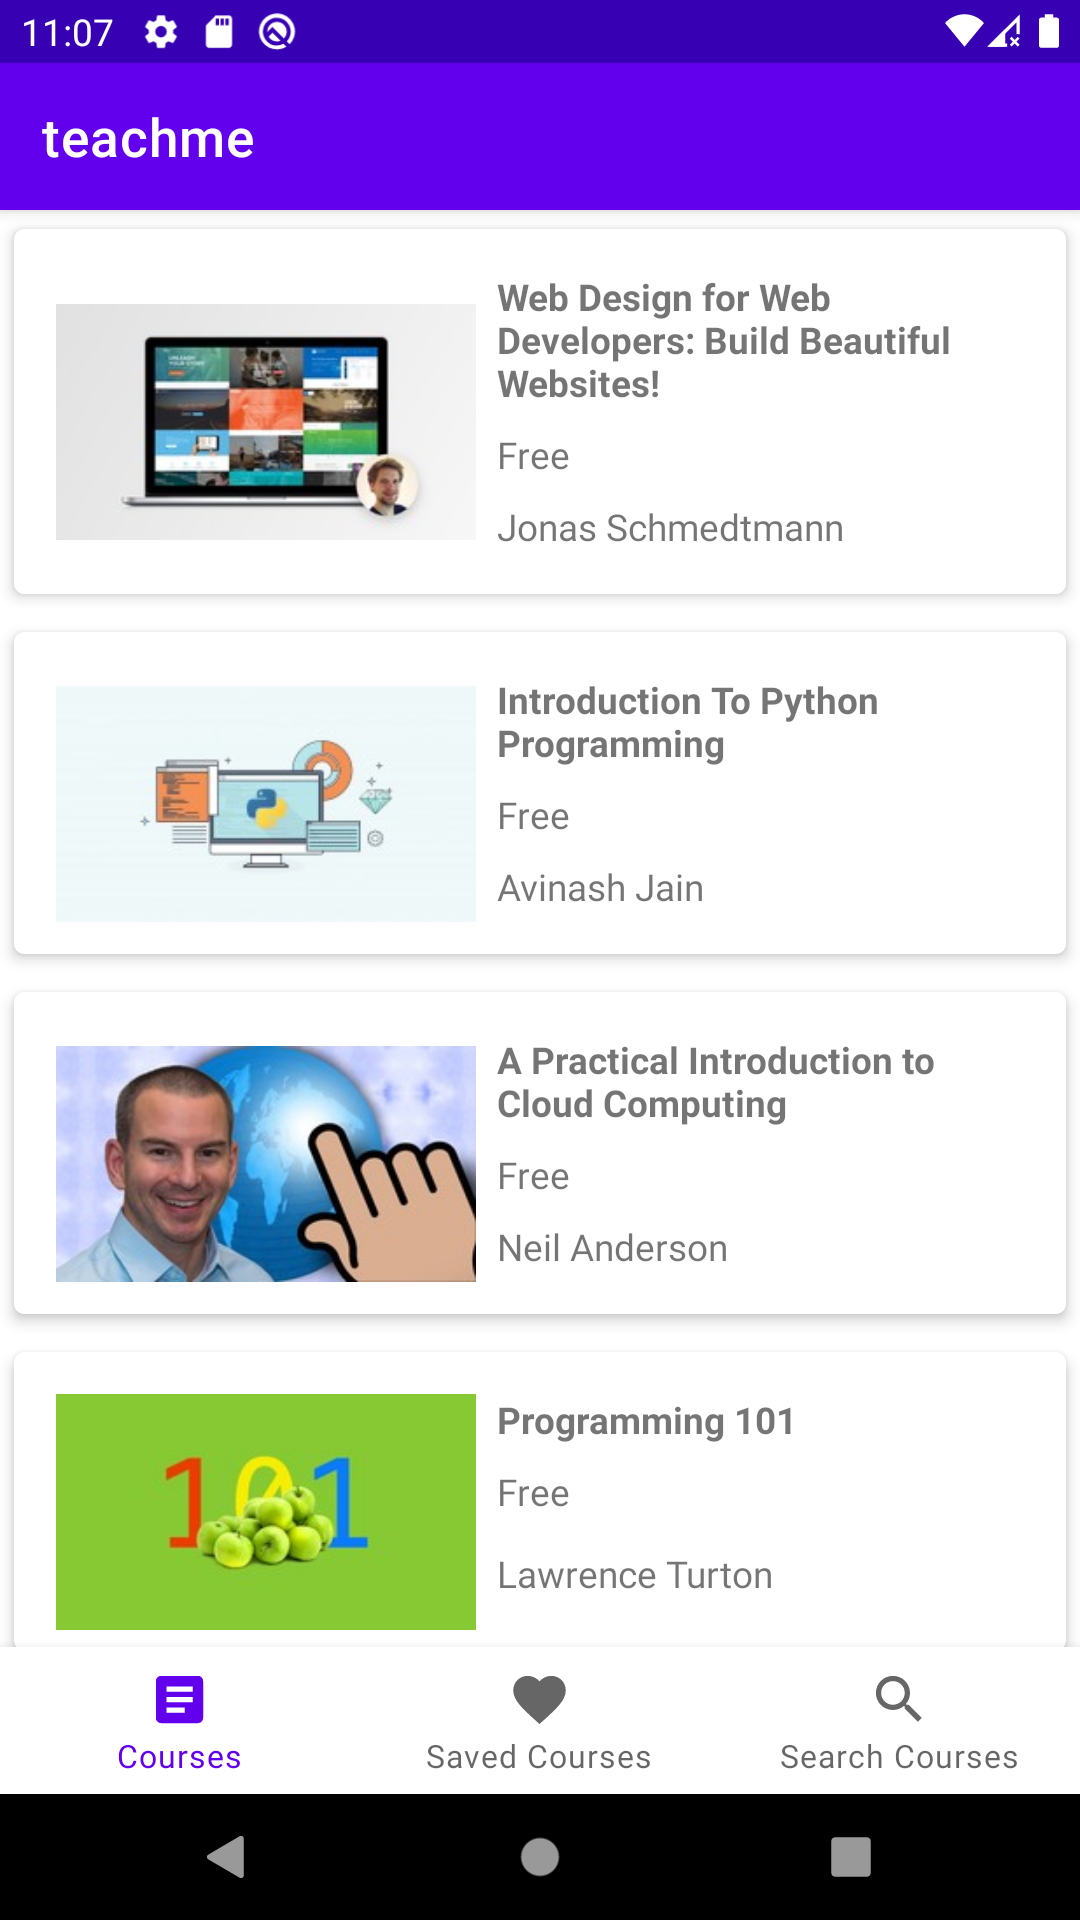 11:07
teachme
Web Design for Web
Developers: Build Beautiful
Websites!
Free
Jonas Schmedtmann
Introduction To Python
Programming
Free
Avinash Jain
A Practical Introduction to
Cloud Computing
Free
Neil Anderson
101
Programming 101
Free
Lawrence Turton
Courses
Saved Courses
Search Courses